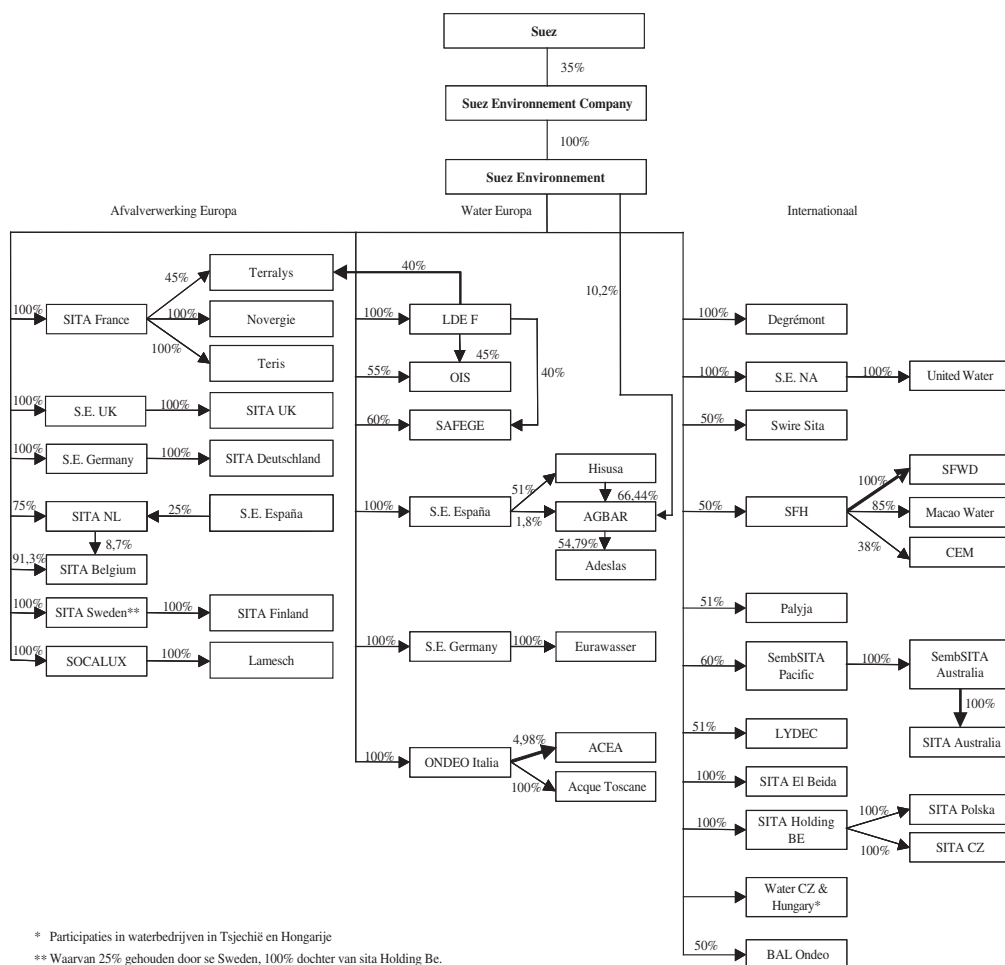 Suez
35%
Suez Environnement Company
100%
Suez Environnement
Afvalverwerking Europa
Water Europa
Internationaal
10,2%
100%
SITA France
45%
Terralys
100%
Novergie
100%
Teris
100%
S.E. UK
100%
SITA UK
100%
S.E. Germany
100%
SITA Deutschland
75%
SITA NL
25%
S.E. España
8,7%
91,3%
SITA Belgium
100%
SITA Sweden**
100%
SITA Finland
100%
SOCALUX
100%
Lamesch
40%
100%
LDE F
45%
40%
55%
OIS
60%
SAFEGE
100%
S.E. España
51%
Hisusa
66,44%
1,8%
AGBAR
54,79%
Adeslas
100%
S.E. Germany
100%
Eurawasser
100%
ONDEO Italia
4,98%
ACEA
100%
Acque Toscane
100%
Degrémont
100%
S.E. NA
100%
United Water
50%
Swire Sita
50%
SFH
100%
SFWD
85%
Macao Water
38%
CEM
51%
Palyja
60%
SembSITA
Pacific
100%
SembSITA
Australia
100%
SITA Australia
51%
LYDEC
100%
SITA El Beida
100%
SITA Holding
BE
100%
SITA Polska
100%
SITA CZ
Water CZ &
Hungary*
50%
BAL Ondeo
* Participaties in waterbedrijven in Tsjechië en Hongarije
** Waarvan 25% gehouden door se Sweden, 100% dochter van sita Holding Be.